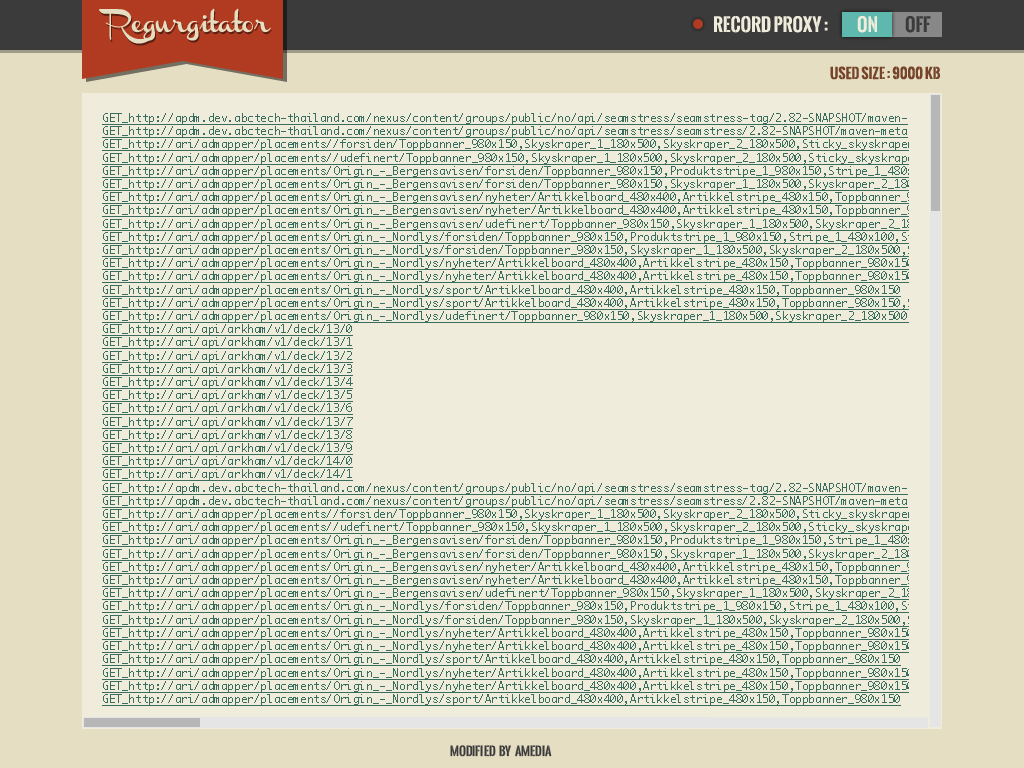 Regurgitator
RECORD PROXY :
ON
OFF
USED SIZE : 9000 KB
GET_http://apdm.dev.abctech-thailand.com/nexus/content/groups/public/no/api/seamstress/seamstress-tag/2.82-SNAPSHOT/maven-
GET_http://apdm.dev.abctech-thailand.com/nexus/content/groups/public/no/api/seamstress/seamstress/2.82-SNAPSHOT/maven-meta
GET_http://ari/admapper/placements//forsiden/Toppbanner_980x150,Skyskraper_1_180x500,Skyskraper_2_180x500,Sticky_skyskraper
GET_http://ari/admapper/placements//udefinert/Toppbanner_980x150,Skyskraper_1_180x500,Skyskraper_2_180x500,Sticky_skyskrap
GET_http://ari/admapper/placements/Origin_-_Bergensavisen/forsiden/Toppbanner_980x150,Produktstripe_1_980x150,Stripe_1_480
GET_http://ari/admapper/placements/Origin_-_Bergensavisen/forsiden/Toppbanner_980x150,Skyskraper_1_180x500,Skyskraper_2_18
GET_http://ari/admapper/placements/Origin_-_Bergensavisen/nyheter/Artikkelboard_480x400,Artikkelstripe_480x150,Toppbanner_9
GET_http://ari/admapper/placements/Origin_-_Bergensavisen/nyheter/Artikkelboard_480x400,Artikkelstripe_480x150,Toppbanner_9
GET_http://ari/admapper/placements/Origin_-_Bergensavisen/udefinert/Toppbanner_980x150,Skyskraper_1_180x500,Skyskraper_2_18
GET_http://ari/admapper/placements/Origin_-_Nordlys/forsiden/Toppbanner_980x150,Produktstripe_1_980x150,Stripe_1_480x100,S
GET_http://ari/admapper/placements/Origin_-_Nordlys/forsiden/Toppbanner_980x150,Skyskraper_1_180x500,Skyskraper_2_180x500,
GET_http://ari/admapper/placements/Origin_-_Nordlys/nyheter/Artikkelboard_480x400,Artikkelstripe_480x150,Toppbanner_980x150
GET_http://ari/admapper/placements/Origin_-_Nordlys/nyheter/Artikkelboard_480x400,Artikkelstripe_480x150,Toppbanner_980x150
GET_http://ari/admapper/placements/Origin_-_Nordlys/sport/Artikkelboard_480x400,Artikkelstripe_480x150,Toppbanner_980x150
GET_http://ari/admapper/placements/Origin_-_Nordlys/sport/Artikkelboard_480x400,Artikkelstripe_480x150,Toppbanner_980x150,
GET_http://ari/admapper/placements/Origin_-_Nordlys/udefinert/Toppbanner_980x150,Skyskraper_1_180x500,Skyskraper_2_180x500
GET_http://ari/api/arkham/v1/deck/13/0
GET_http://ari/api/arkham/v1/deck/13/1
GET_http://ari/api/arkham/v1/deck/13/2
GET_http://ari/api/arkham/v1/deck/13/3
GET_http://ari/api/arkham/v1/deck/13/4
GET_http://ari/api/arkham/v1/deck/13/5
GET_http://ari/api/arkham/v1/deck/13/6
GET_http://ari/api/arkham/v1/deck/13/7
GET_http://ari/api/arkham/v1/deck/13/8
GET_http://ari/api/arkham/v1/deck/13/9
GET_http://ari/api/arkham/v1/deck/14/0
GET_http://ari/api/arkham/v1/deck/14/1
GET_http://apdm.dev.abctech-thailand.com/nexus/content/groups/public/no/api/seamstress/seamstress-tag/2.82-SNAPSHOT/maven-
GET_http://apdm.dev.abctech-thailand.com/nexus/content/groups/public/no/api/seamstress/seamstress/2.82-SNAPSHOT/maven-meta
GET_http://ari/admapper/placements//forsiden/Toppbanner_980x150,Skyskraper_1_180x500,Skyskraper_2_180x500,Sticky_skyskraper
GET_http://ari/admapper/placements//udefinert/Toppbanner_980x150,Skyskraper_1_180x500,Skyskraper_2_180x500,Sticky_skyskrap
GET_http://ari/admapper/placements/Origin_-_Bergensavisen/forsiden/Toppbanner_980x150,Produktstripe_1_980x150,Stripe_1_480
GET_http://ari/admapper/placements/Origin_-_Bergensavisen/forsiden/Toppbanner_980x150,Skyskraper_1_180x500,Skyskraper_2_18
GET_http://ari/admapper/placements/Origin_-_Bergensavisen/nyheter/Artikkelboard_480x400,Artikkelstripe_480x150,Toppbanner_9
GET_http://ari/admapper/placements/Origin_-_Bergensavisen/nyheter/Artikkelboard_480x400,Artikkelstripe_480x150,Toppbanner_9
GET_http://ari/admapper/placements/Origin_-_Bergensavisen/udefinert/Toppbanner_980x150,Skyskraper_1_180x500,Skyskraper_2_18
GET_http://ari/admapper/placements/Origin_-_Nordlys/forsiden/Toppbanner_980x150,Produktstripe_1_980x150,Stripe_1_480x100,S
GET_http://ari/admapper/placements/Origin_-_Nordlys/forsiden/Toppbanner_980x150,Skyskraper_1_180x500,Skyskraper_2_180x500,
GET_http://ari/admapper/placements/Origin_-_Nordlys/nyheter/Artikkelboard_480x400,Artikkelstripe_480x150,Toppbanner_980x150
GET_http://ari/admapper/placements/Origin_-_Nordlys/nyheter/Artikkelboard_480x400,Artikkelstripe_480x150,Toppbanner_980x150
GET_http://ari/admapper/placements/Origin_-_Nordlys/sport/Artikkelboard_480x400,Artikkelstripe_480x150,Toppbanner_980x150
GET_http://ari/admapper/placements/Origin_-_Nordlys/nyheter/Artikkelboard_480x400,Artikkelstripe_480x150,Toppbanner_980x150
GET_http://ari/admapper/placements/Origin_-_Nordlys/nyheter/Artikkelboard_480x400,Artikkelstripe_480x150,Toppbanner_980x150
GET_http://ari/admapper/placements/Origin_-_Nordlys/sport/Artikkelboard_480x400,Artikkelstripe_480x150,Toppbanner_980x150
MODIFIED BY AMEDIA